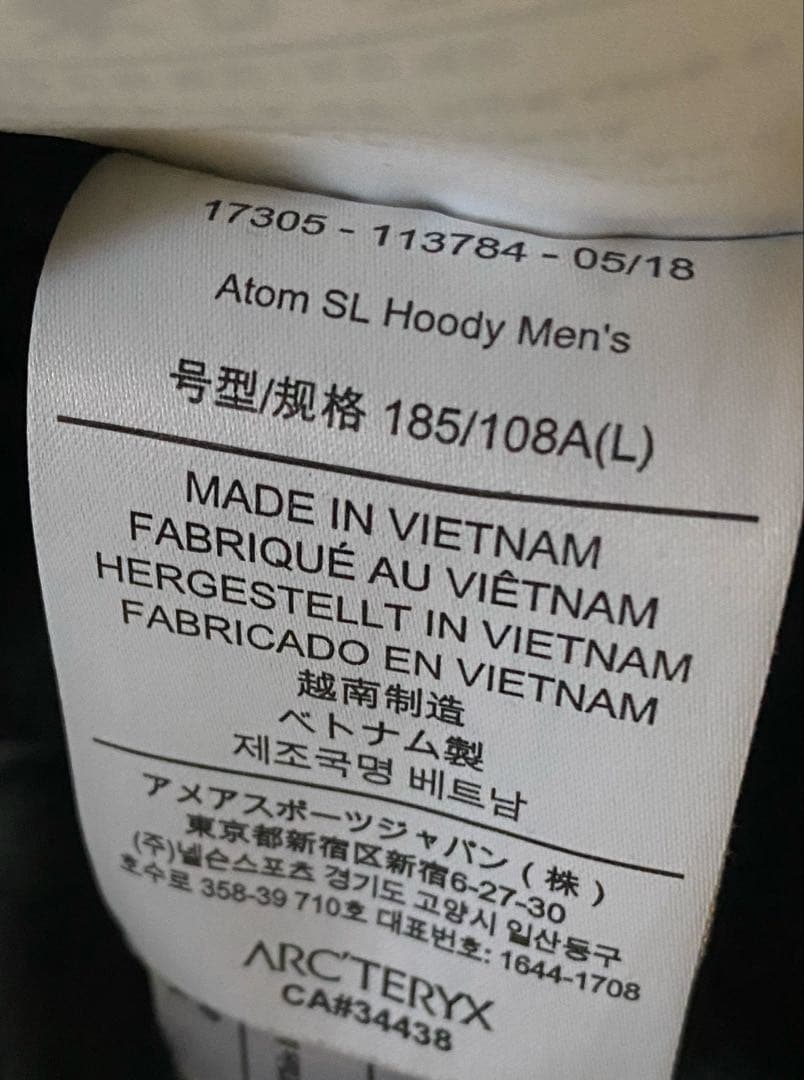 17305 - 113784 - 05/18
Atom SL Hoody Men's
号型/规格 185/108A(L)
MADE IN VIETNAM
FABRIQUÉ AU VIÊTNAM
HERGESTELLT IN VIETNAM
FABRICADO EN VIETNAM
越南制造
ベトナム製
제조국명 베트남
アメアスポーツジャパン ( 株 )
東京都新宿区新宿6-27-30
(주)넬슨스포츠 경기도 고양시 일산동구
호수로 358-39 710호 대표번호: 1644-1708
ARC'TERYX
CA#34438